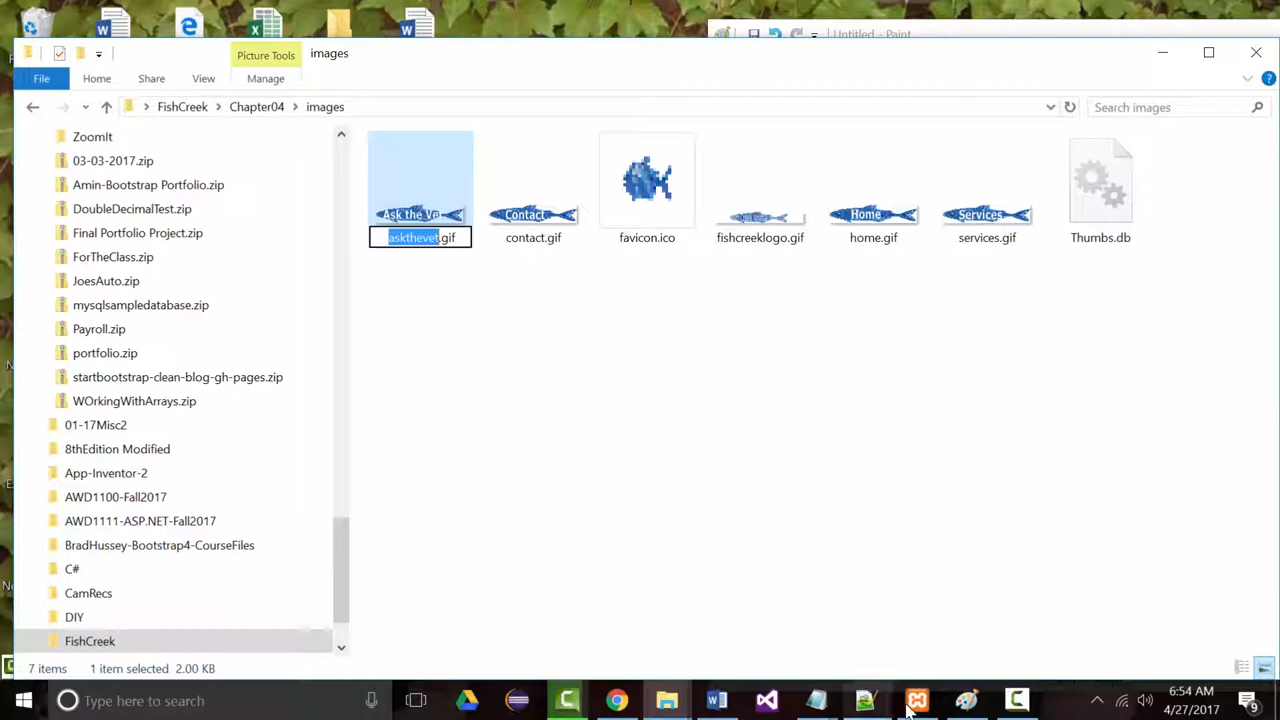 Untitled - Paint
Picture Tools
images
File
Home
Share
View
Manage
FishCreek
Chapter04
images
Search images
ZoomIt
03-03-2017.zip
Amin-Bootstrap Portfolio.zip
DoubleDecimalTest.zip
Final Portfolio Project.zip
ForTheClass.zip
JoesAuto.zip
mysqlsampledatabase.zip
Payroll.zip
portfolio.zip
startbootstrap-clean-blog-gh-pages.zip
WOrkingWithArrays.zip
01-17Misc2
8thEdition Modified
App-Inventor-2
AWD1100-Fall2017
AWD1111-ASP.NET-Fall2017
BradHussey-Bootstrap4-CourseFiles
C#
CamRecs
DIY
FishCreek
Ask the Vet
Contact
Home
Services
askthevet.gif
contact.gif
favicon.ico
fishcreeklogo.gif
home.gif
services.gif
Thumbs.db
7 items
1 item selected 2.00 KB
Type here to search
6:54 AM
4/27/2017
9